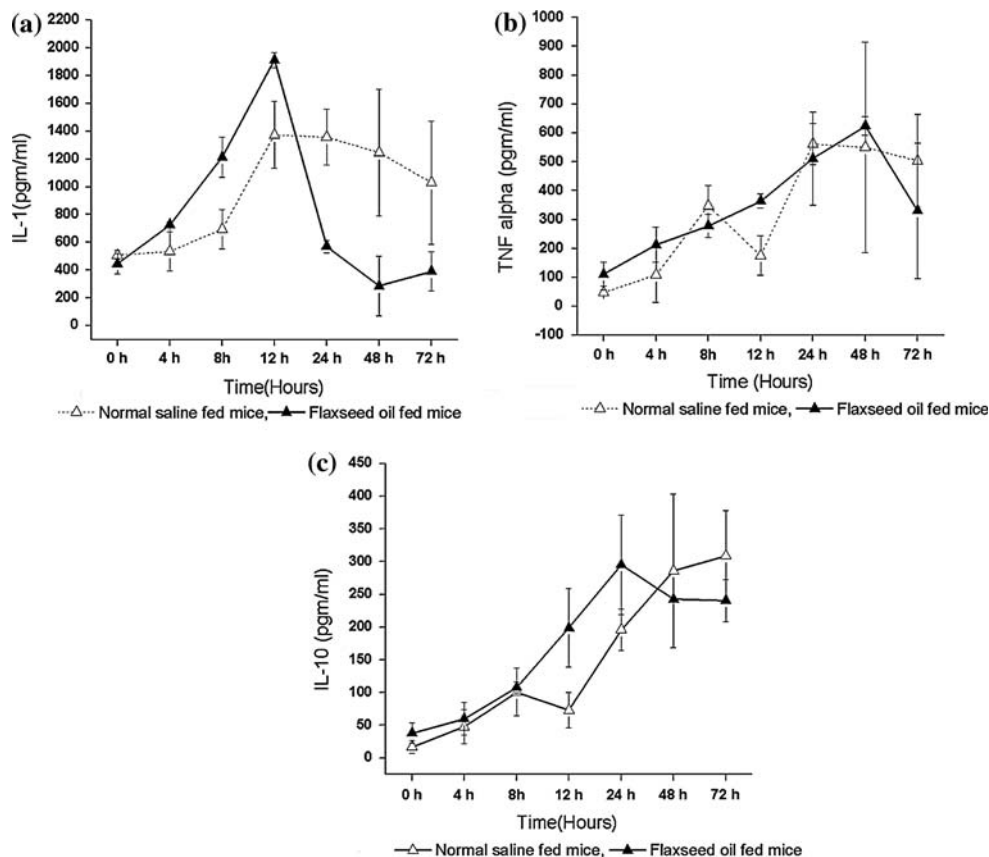 (a)
2200
2000
1800
1600
1400
1200
1000
800
600
400
200
0
IL-1(pgm/ml)
0 h 4 h 8h 12 h 24 h 48 h 72 h
Time(Hours)
Normal saline fed mice, Flaxseed oil fed mice
(b)
1000
900
800
700
600
500
400
300
200
100
0
-100
TNF alpha (pgm/ml)
0 h 4 h 8h 12 h 24 h 48 h 72 h
Time (Hours)
Normal saline fed mice, Flaxseed oil fed mice
(c)
450
400
350
300
250
200
150
100
50
0
IL-10 (pgm/ml)
0 h 4 h 8h 12 h 24 h 48 h 72 h
Time(Hours)
Normal saline fed mice, Flaxseed oil fed mice